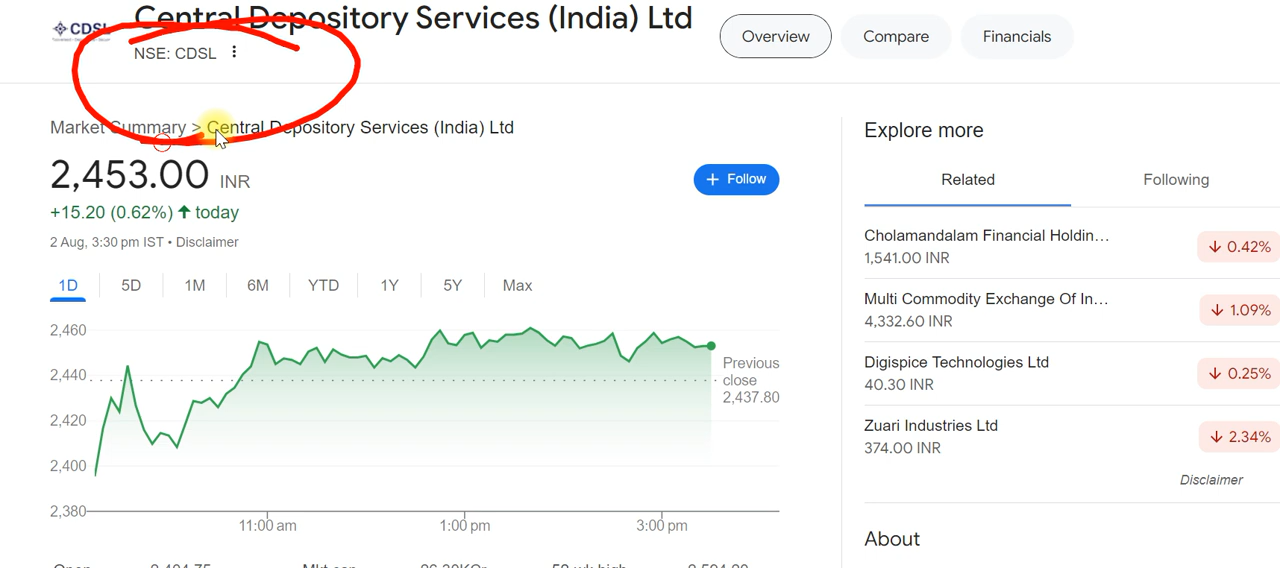 Central Depository Services (India) Ltd
CDSL
NSE: CDSL
Overview
Compare
Financials
Market Summary > Central Depository Services (India) Ltd
2,453.00 INR
+15.20 (0.62%) today
2 Aug, 3:30 pm IST • Disclaimer
+ Follow
1D 5D 1M 6M YTD 1Y 5Y Max
2,460
2,440
2,420
2,400
2,380
Previous
close
2,437.80
11:00 am 1:00 pm 3:00 pm
Explore more
Related Following
Cholamandalam Financial Holdin…
1,541.00 INR
0.42%
Multi Commodity Exchange Of In…
4,332.60 INR
1.09%
Digispice Technologies Ltd
40.30 INR
0.25%
Zuari Industries Ltd
374.00 INR
2.34%
Disclaimer
About